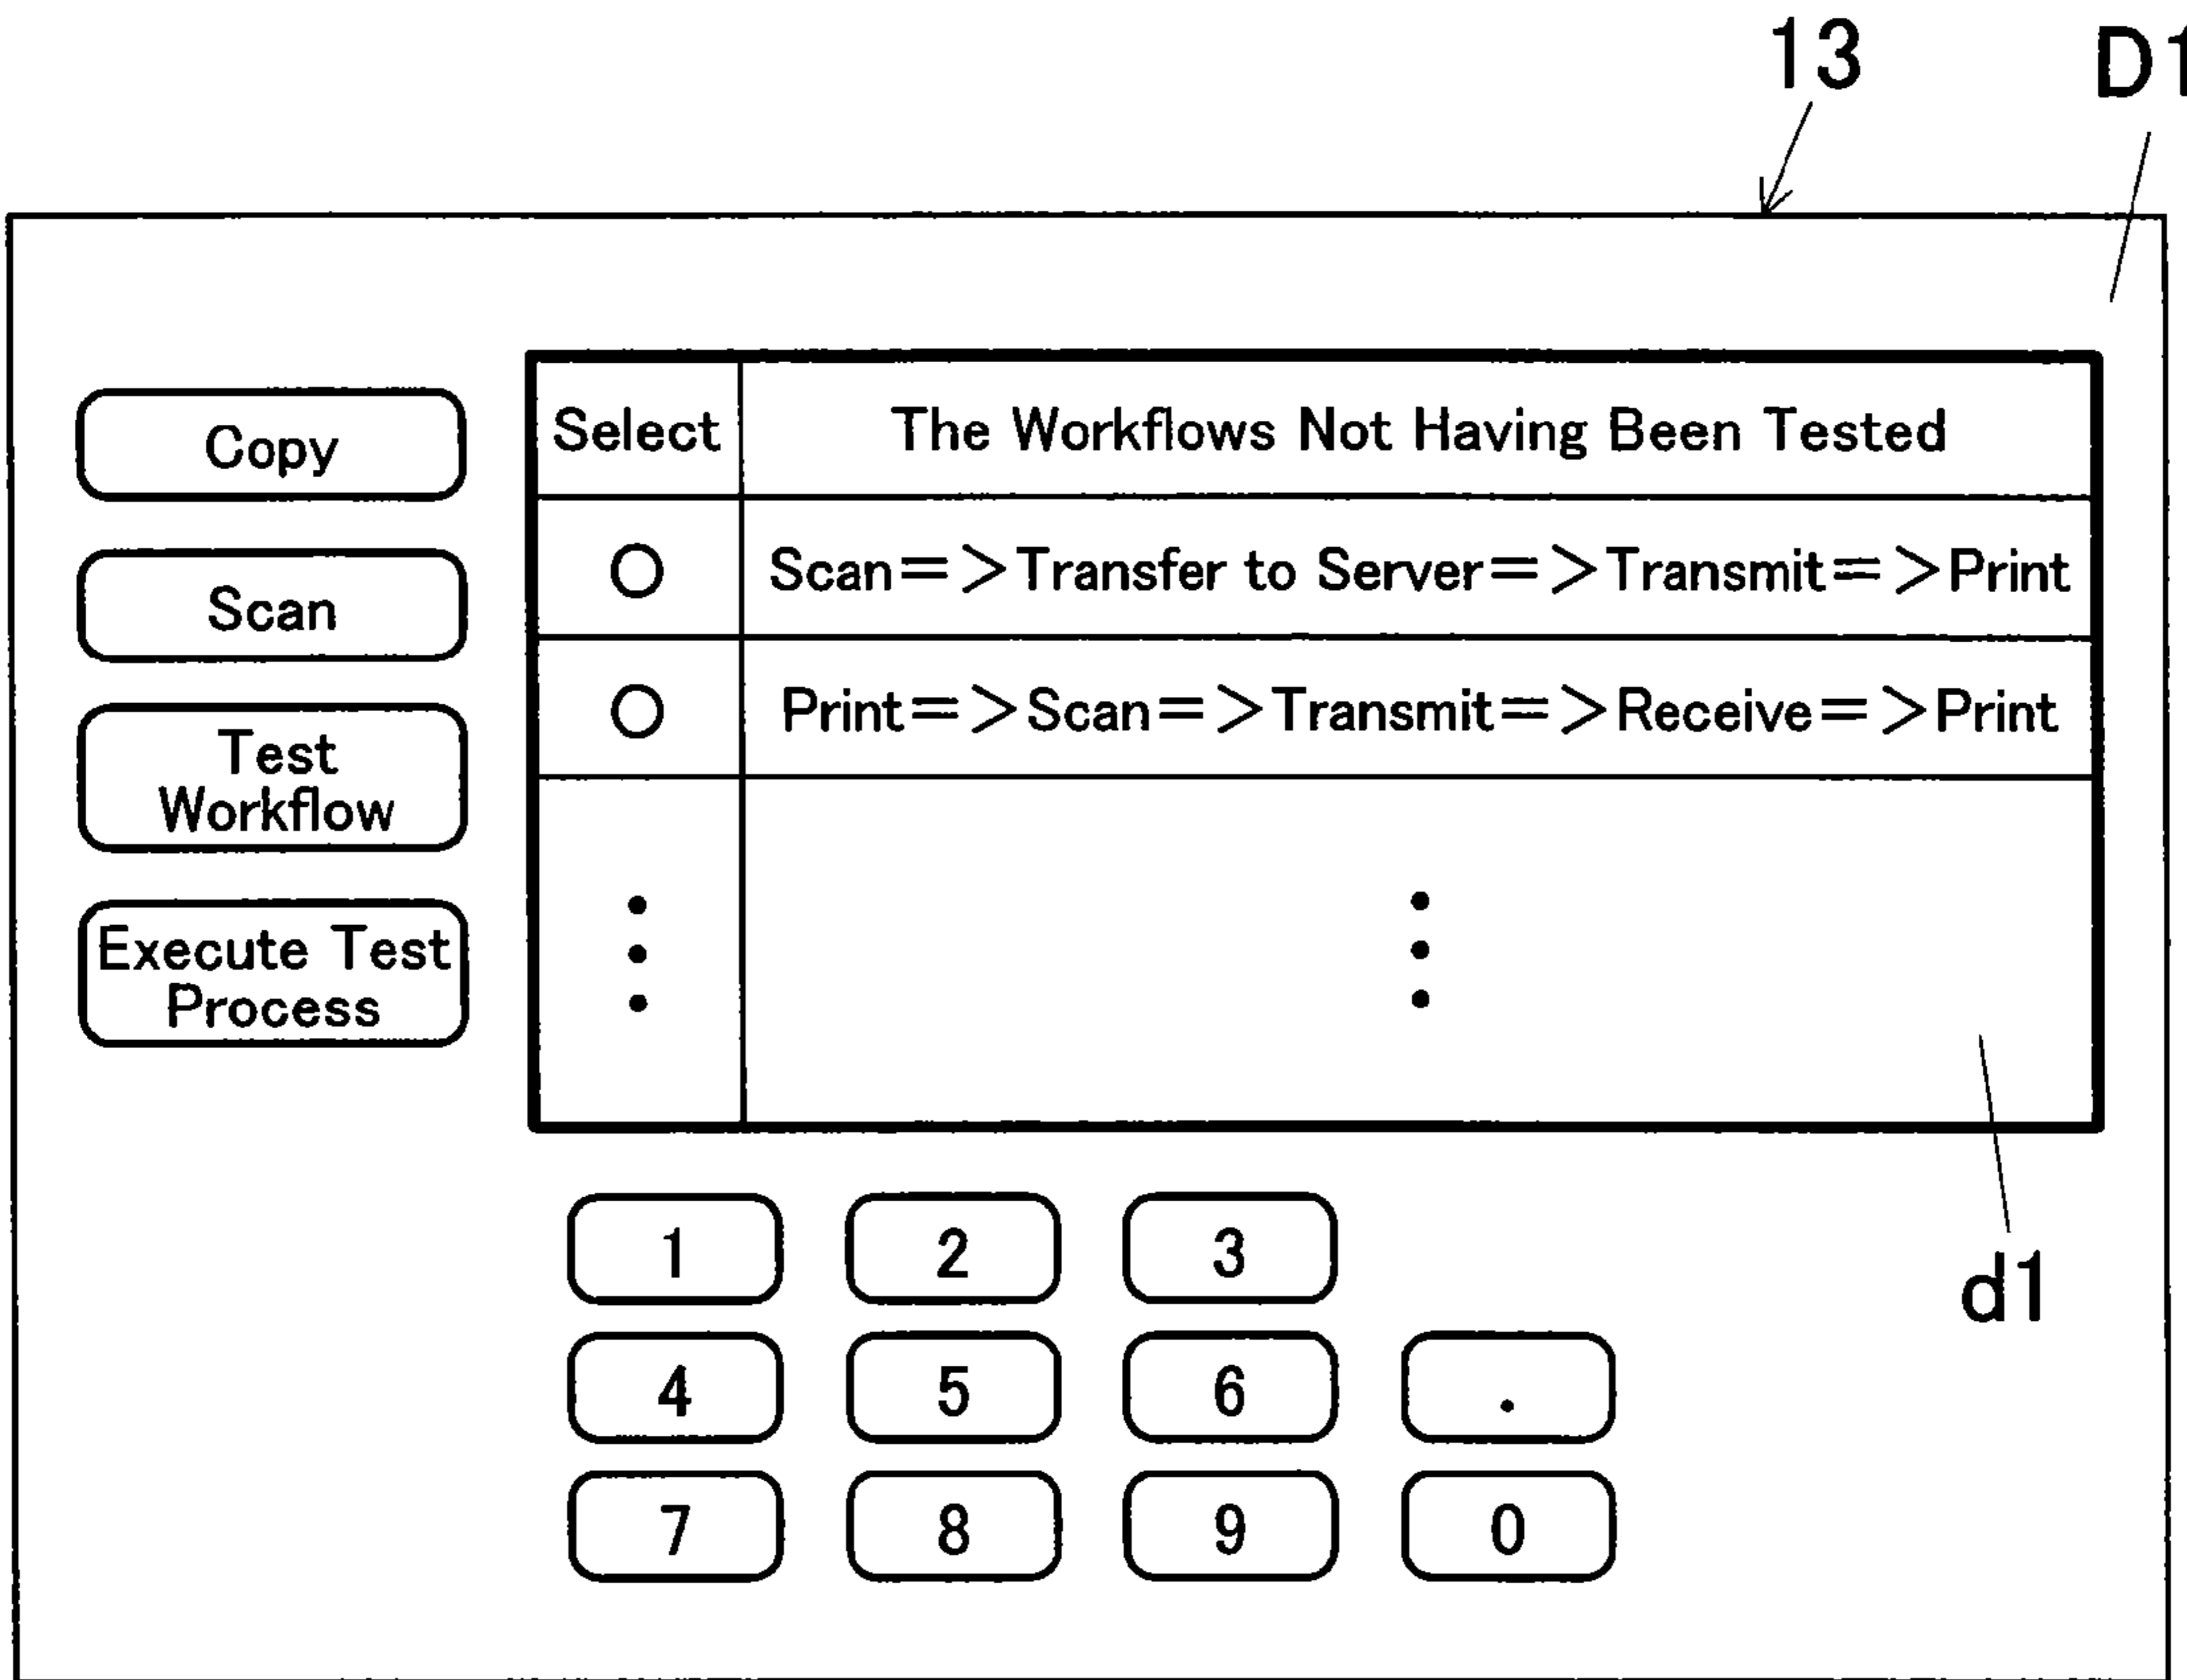 13
D1
Copy
Scan
Test
Workflow
Execute Test
Process
Select The Workflows Not Having Been Tested
○ Scan=>Transfer to Server=>Transmit=>Print
○ Print=>Scan=>Transmit=>Receive=>Print
d1
1 2 3
4 5 6 .
7 8 9 0